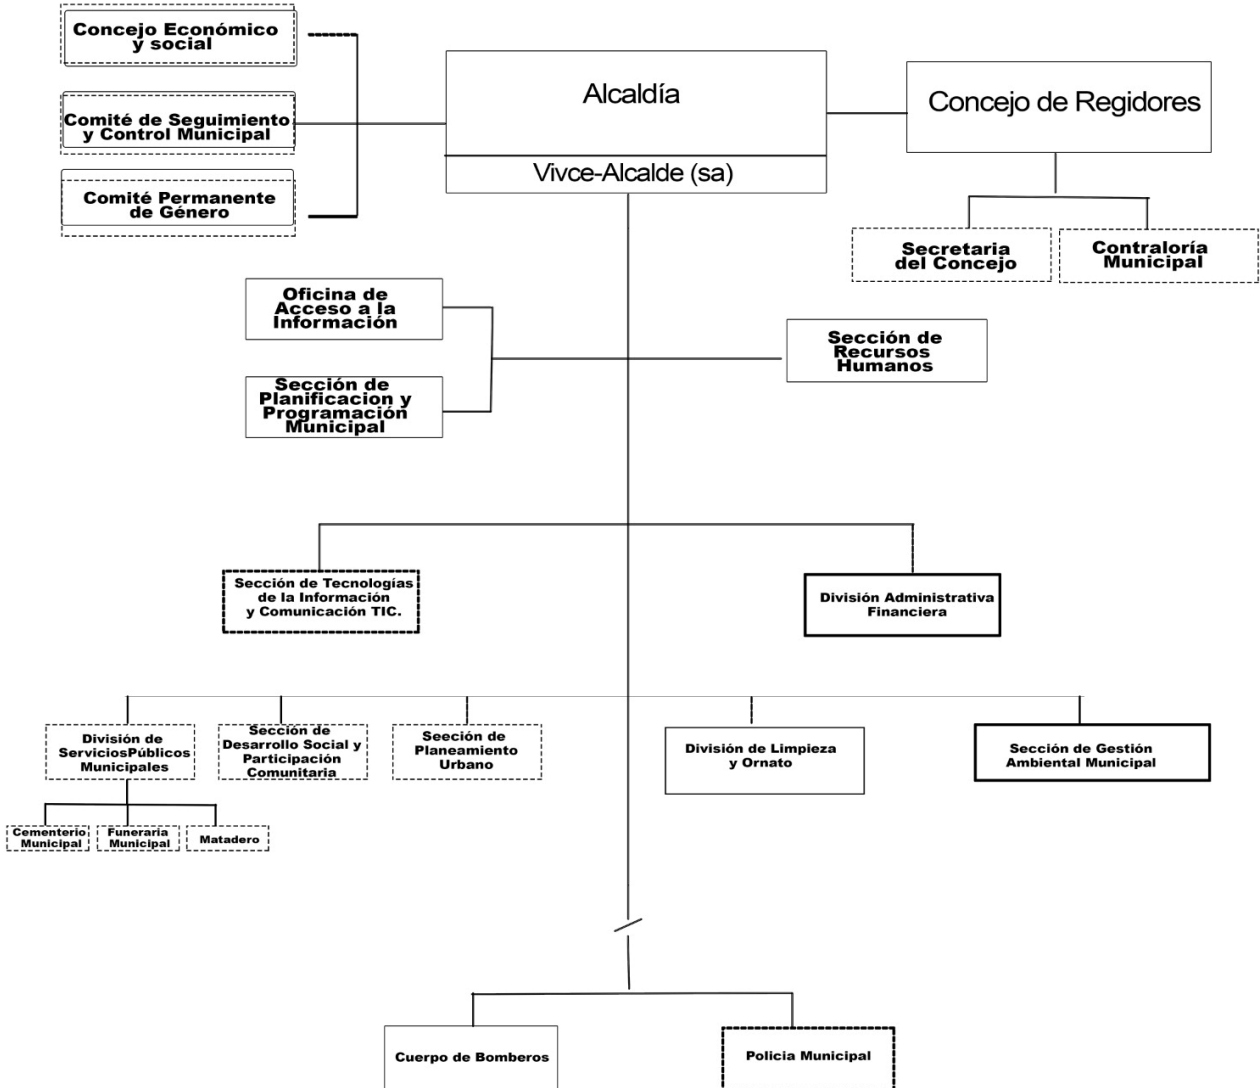 Concejo Económico
y social
Alcaldía
Concejo de Regidores
Comité de Seguimiento
y Control Municipal
Vivce-Alcalde (sa)
Comité Permanente
de Género
Secretaria
del Concejo
Contraloría
Municipal
Oficina de
Acceso a la
Información
Sección de
Recursos
Humanos
Sección de
Planificacion y
Programación
Municipal
Sección de Tecnologías
de la Información
y Comunicación TIC.
División Administrativa
Financiera
División de
ServiciosPúblicos
Municipales
Sección de
Desarrollo Social y
Participación
Comunitaria
Seeción de
Planeamiento
Urbano
División de Limpieza
y Ornato
Sección de Gestión
Ambiental Municipal
Cementerio
Municipal
Funeraria
Municipal
Matadero
Cuerpo de Bomberos
Policia Municipal